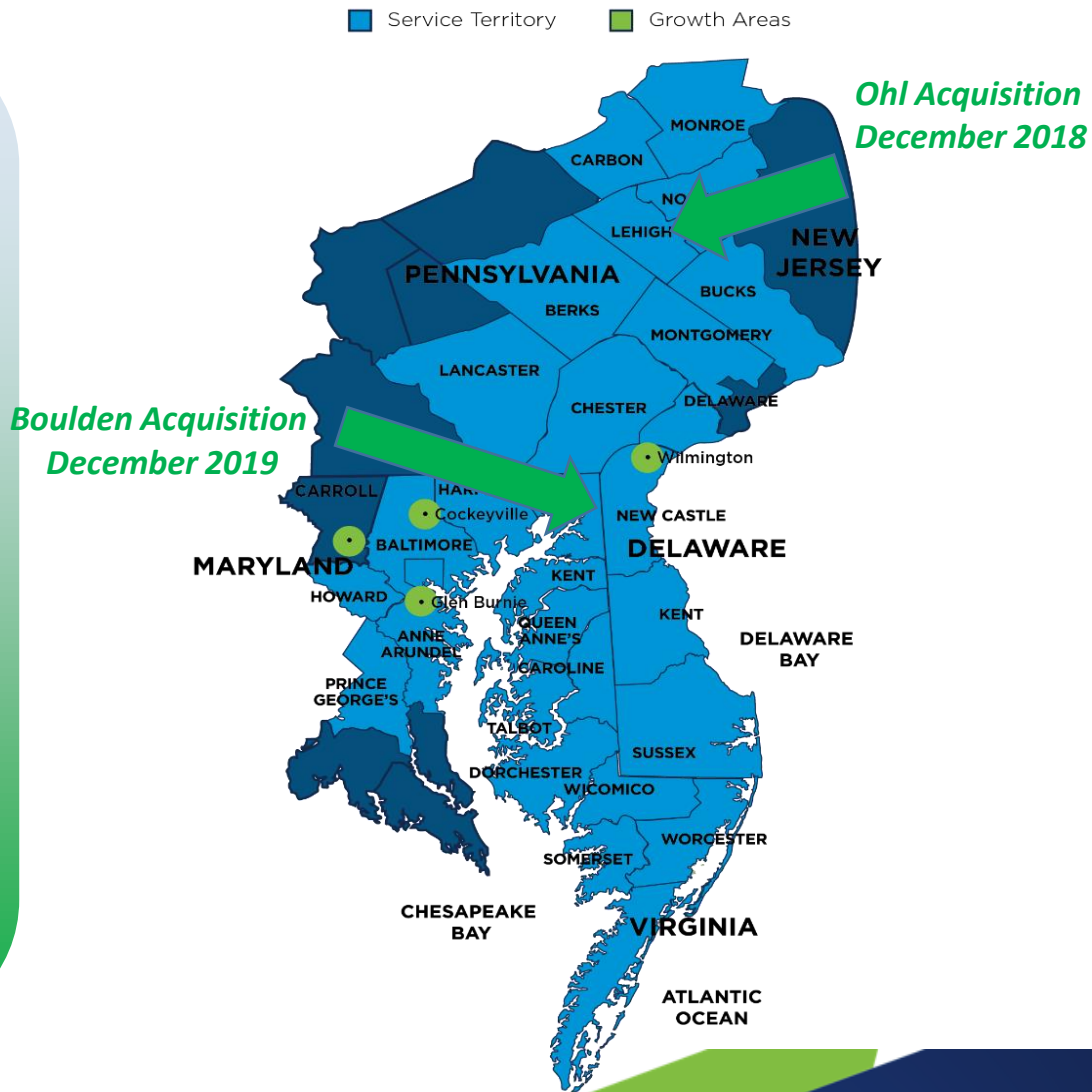 Service Territory
Growth Areas
Ohl Acquisition
December 2018
MONROE
CARBON
NO
LEHIGH
NEW
JERSEY
PENNSYLVANIA
BUCKS
BERKS
MONTGOMERY
LANCASTER
CHESTER
DELAWARE
Boulden Acquisition
December 2019
Wilmington
CARROLL
HAR
Cockeyville
NEW CASTLE
BALTIMORE
DELAWARE
MARYLAND
KENT
HOWARD
Glen Burnie
KENT
QUEEN
ANNE'S
ANNE
ARUNDEL
DELAWARE
BAY
CAROLINE
PRINCE
GEORGE'S
TALBOT
SUSSEX
DORCHESTER
WICOMICO
WORCESTER
SOMERSET
CHESAPEAKE
BAY
VIRGINIA
ATLANTIC
OCEAN